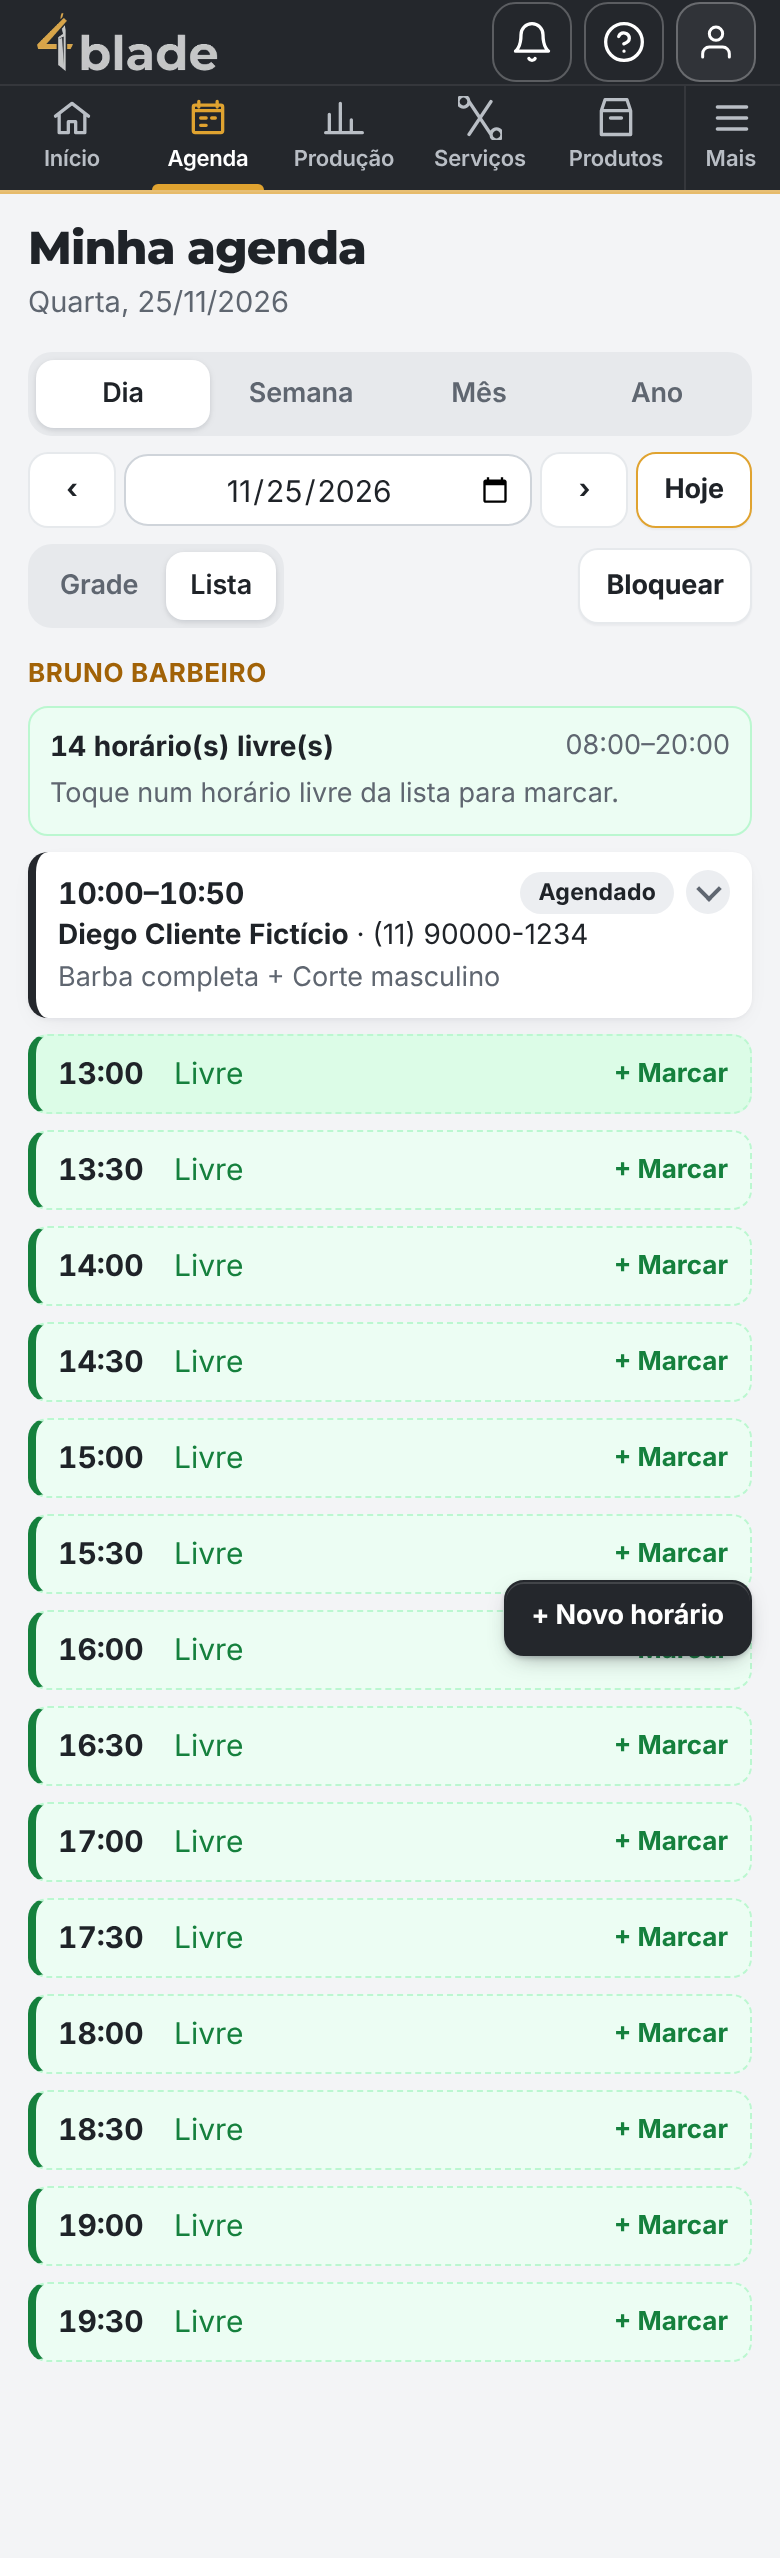 4blade
Início
Agenda
Produção
Serviços
Produtos
Mais
Minha agenda
Quarta, 25/11/2026
Dia
Semana
Mês
Ano
‹
11/25/2026
›
Hoje
Grade
Lista
Bloquear
BRUNO BARBEIRO
14 horário(s) livre(s)
08:00–20:00
Toque num horário livre da lista para marcar.
10:00–10:50
Agendado
Diego Cliente Fictício · (11) 90000-1234
Barba completa + Corte masculino
13:00 Livre + Marcar
13:30 Livre + Marcar
14:00 Livre + Marcar
14:30 Livre + Marcar
15:00 Livre + Marcar
15:30 Livre + Marcar
+ Novo horário
16:00 Livre
16:30 Livre + Marcar
17:00 Livre + Marcar
17:30 Livre + Marcar
18:00 Livre + Marcar
18:30 Livre + Marcar
19:00 Livre + Marcar
19:30 Livre + Marcar